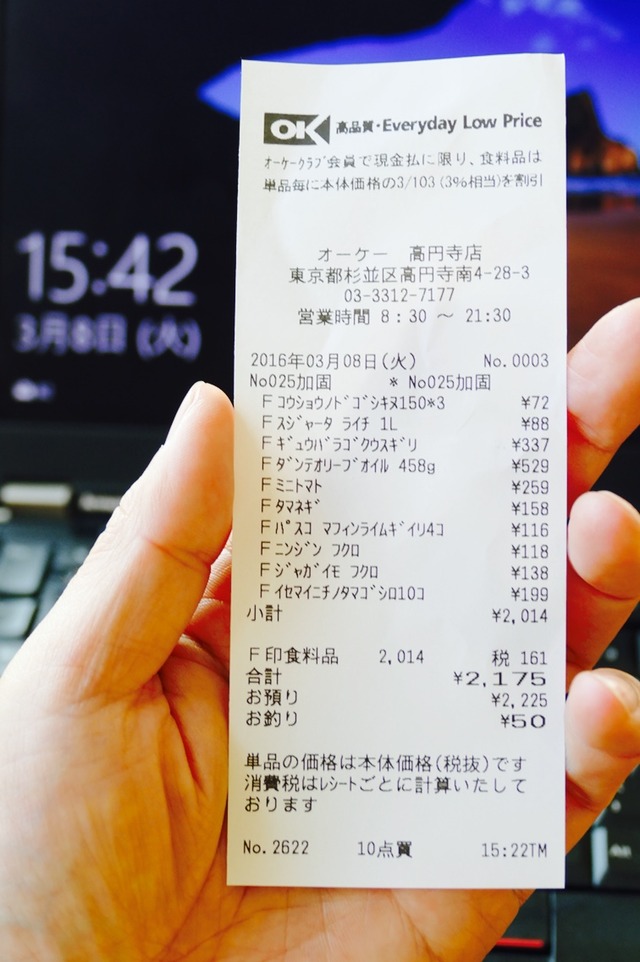 15:42
3月8日 (火)
OK 高品質・Everyday Low Price
オーケークラブ会員で現金払に限り、食料品は
単品毎に本体価格の3/103 (3%相当)を割引
オーケー 高円寺店
東京都杉並区高円寺南4-28-3
03-3312-7177
営業時間 8:30 ～ 21:30
2016年03月08日(火) No.0003
No025加固 * No025加固
F コウショウノドゴシキヌ150*3 ¥72
F スジャータ ライチ 1L ¥88
F ギュウバラゴクウスギリ ¥337
F ダンテオリーブオイル 458g ¥529
F ミニトマト ¥259
F タマネギ ¥158
F パスコ マフィンライムギイリ4コ ¥116
F ニンジン フクロ ¥118
F ジャガイモ フクロ ¥138
F イセマイニチノタマゴシロ10コ ¥199
小計 ¥2,014
F印食料品 2,014 税 161
合計 ¥2,175
お預り ¥2,225
お釣り ¥50
単品の価格は本体価格(税抜)です
消費税はレシートごとに計算いたして
おります
No.2622 10点買 15:22TM